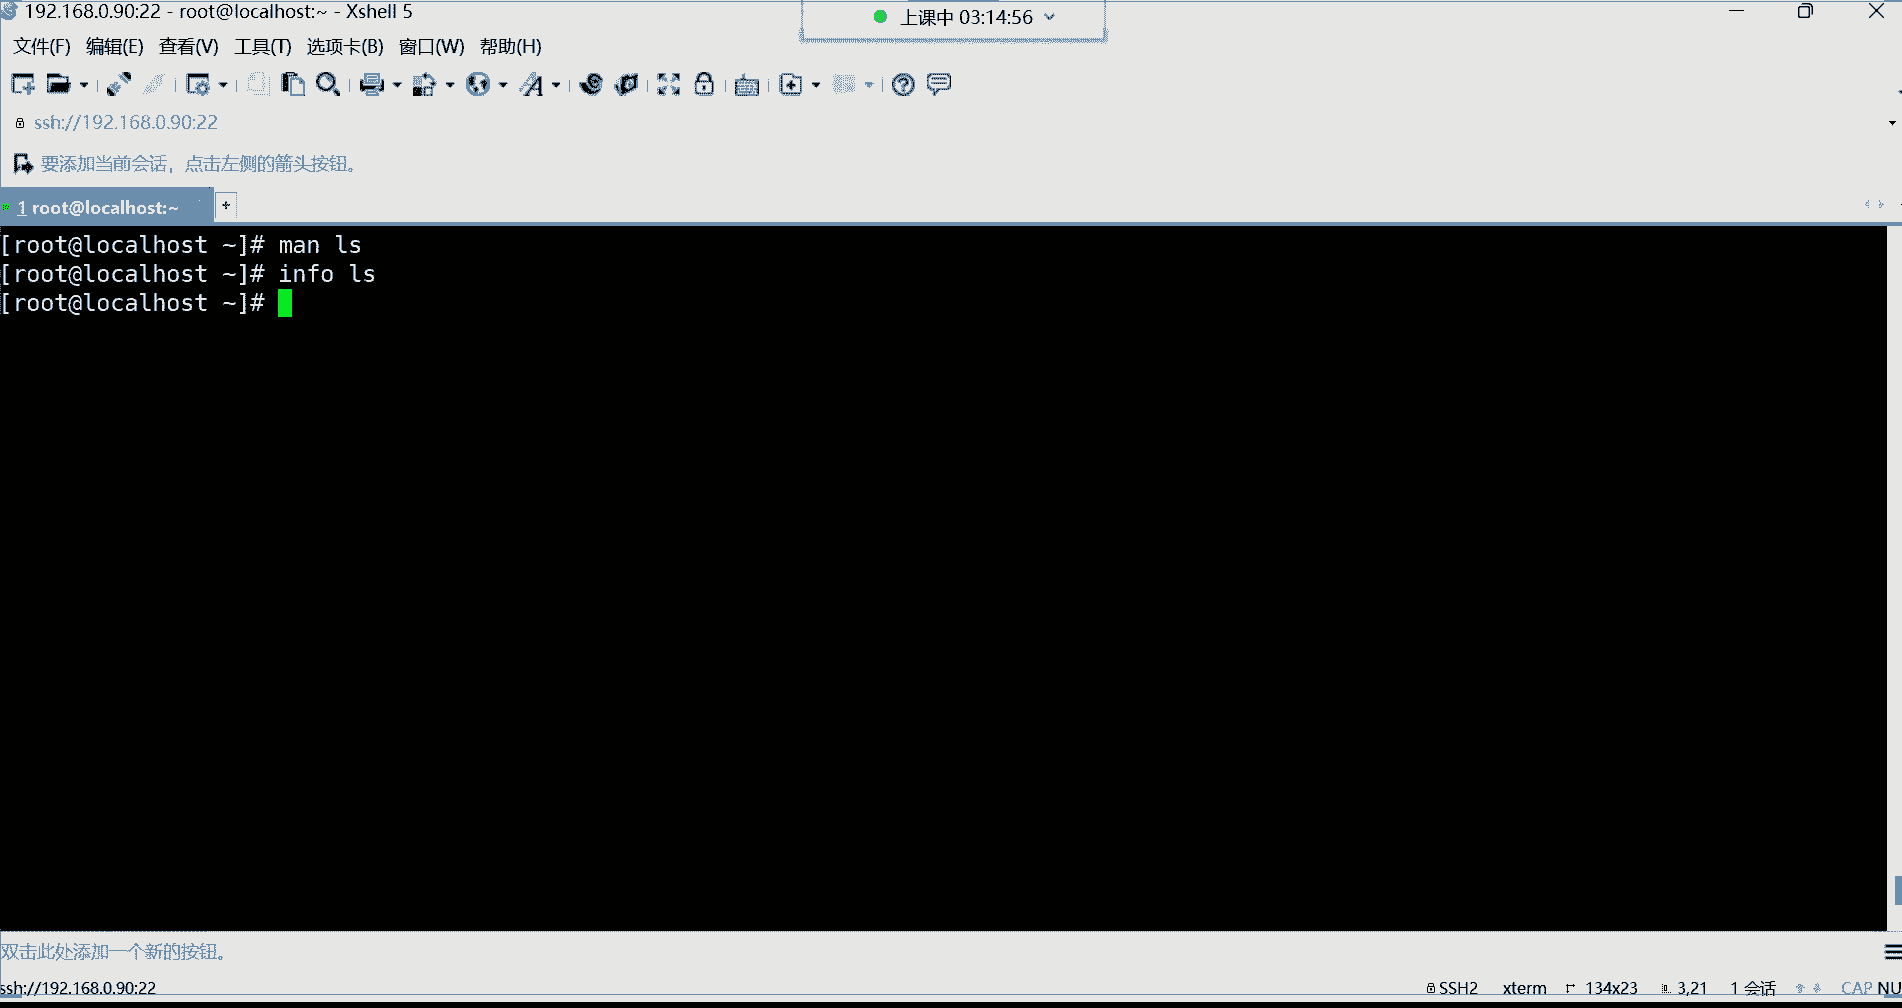 192.168.0.90:22 - root@localhost:~ - Xshell 5
上课中 03:14:56
文件(F) 编辑(E) 查看(V) 工具(T) 选项卡(B) 窗口(W) 帮助(H)
ssh://192.168.0.90:22
要添加当前会话，点击左侧的箭头按钮。
1 root@localhost:~ +
[root@localhost ~]# man ls
[root@localhost ~]# info ls
[root@localhost ~]#
双击此处添加一个新的按钮。
ssh://192.168.0.90:22 SSH2 xterm 134x23 3,21 1 会话 CAP NU